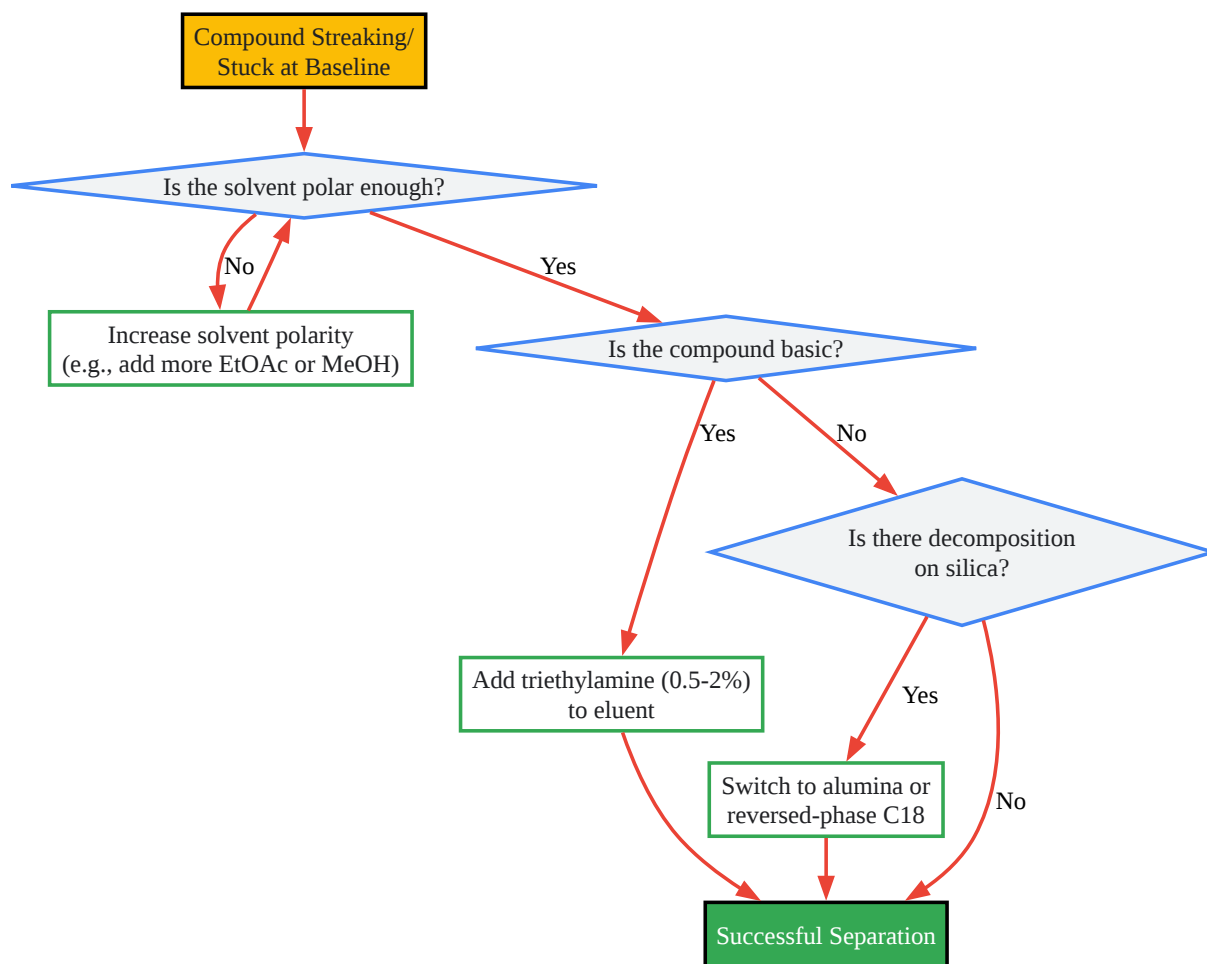 Compound Streaking/
Stuck at Baseline
Is the solvent polar enough?
No
Yes
Increase solvent polarity
(e.g., add more EtOAc or MeOH)
Is the compound basic?
Yes
No
Is there decomposition
on silica?
Add triethylamine (0.5-2%)
to eluent
Yes
Switch to alumina or
reversed-phase C18
No
Successful Separation